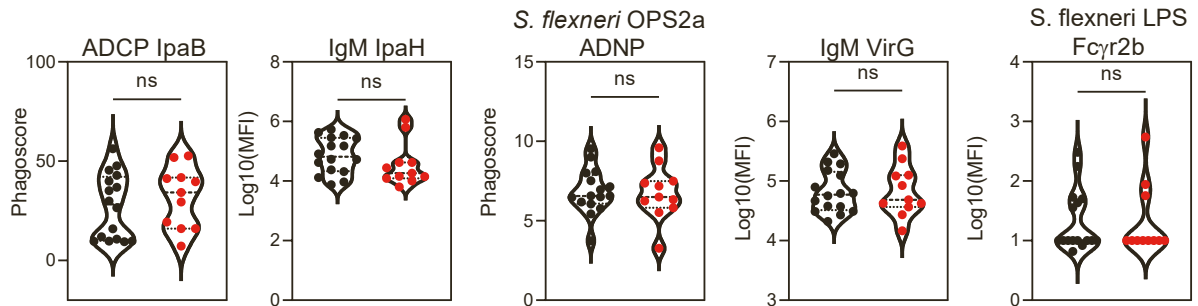 ADCP IpaB
ns
Phagoscore
100
50
0
IgM IpaH
ns
Log10(MFI)
8
6
4
2
0
S. flexneri OPS2a
ADNP
ns
Phagoscore
15
10
5
0
IgM VirG
ns
Log10(MFI)
7
6
5
4
3
S. flexneri LPS
Fcγr2b
ns
Log10(MFI)
4
3
2
1
0